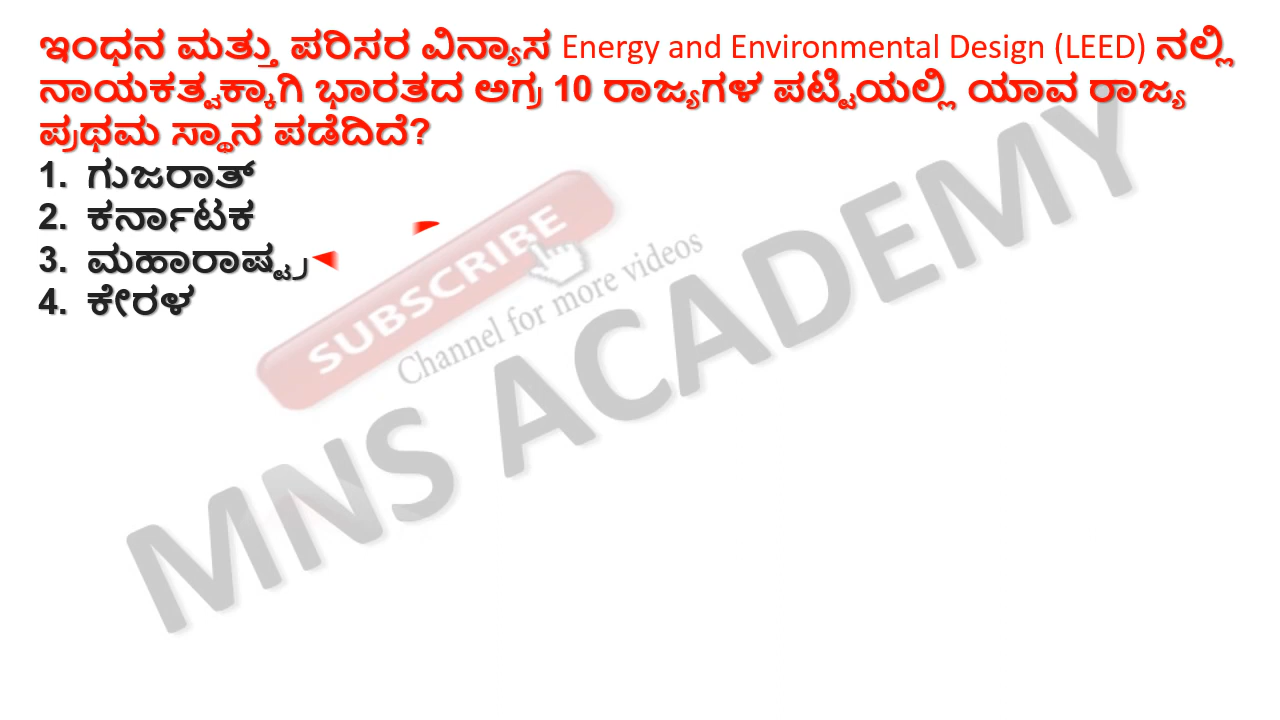 ಇಂಧನ ಮತ್ತು ಪರಿಸರ ವಿನ್ಯಾಸ Energy and Environmental Design (LEED) ನಲ್ಲಿ
ನಾಯಕತ್ವಕ್ಕಾಗಿ ಭಾರತದ ಅಗ್ರ 10 ರಾಜ್ಯಗಳ ಪಟ್ಟಿಯಲ್ಲಿ ಯಾವ ರಾಜ್ಯ
ಪ್ರಥಮ ಸ್ಥಾನ ಪಡೆದಿದೆ?
1. ಗುಜರಾತ್
2. ಕರ್ನಾಟಕ
3. ಮಹಾರಾಷ್ಟ್ರ
4. ಕೇರಳ
SUBSCRIBE
Channel for more videos
MNS ACADEMY